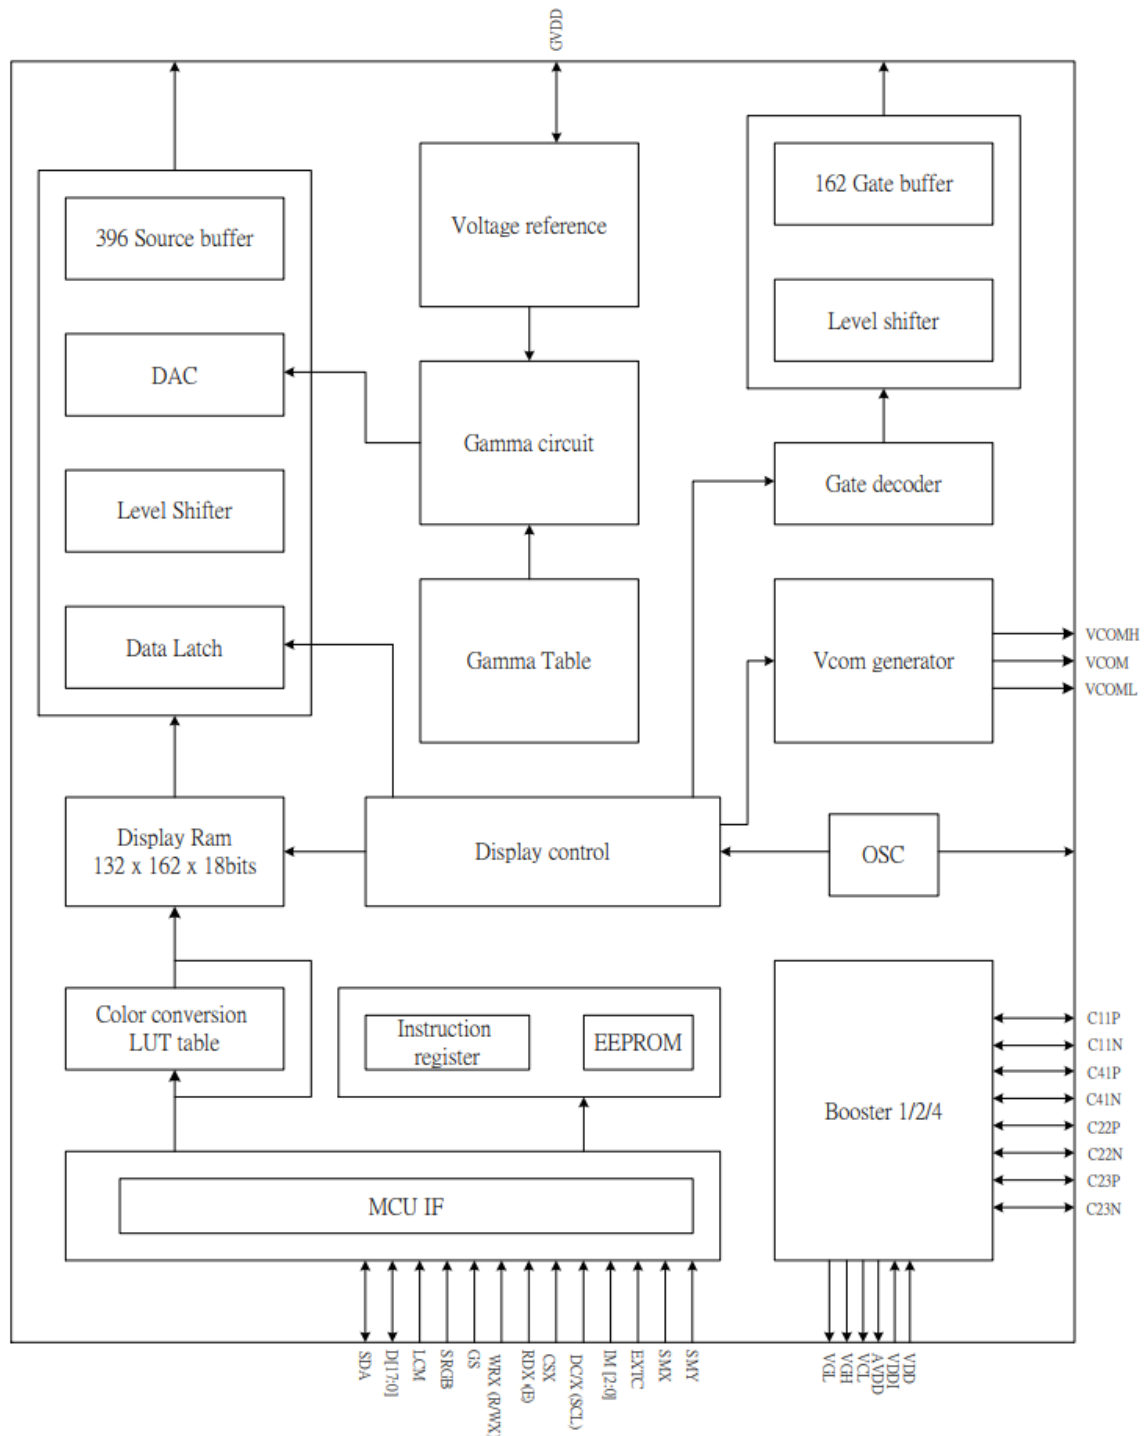 GVDD
396 Source buffer
DAC
Level Shifter
Data Latch
Voltage reference
Gamma circuit
Gamma Table
162 Gate buffer
Level shifter
Gate decoder
Vcom generator
VCOMH
VCOM
VCOML
Display Ram
132 x 162 x 18bits
Display control
OSC
Color conversion
LUT table
Instruction
register
EEPROM
Booster 1/2/4
C11P
C11N
C41P
C41N
C22P
C22N
C23P
C23N
MCU IF
SDA
D[17:0]
LCM
SRGB
GS
WRX (R/WX)
RDX (E)
CSX
DC/X (SCL)
IM [2:0]
EXTC
SMX
SMY
VGL
VGH
VCL
AVDD
VDDI
VDD